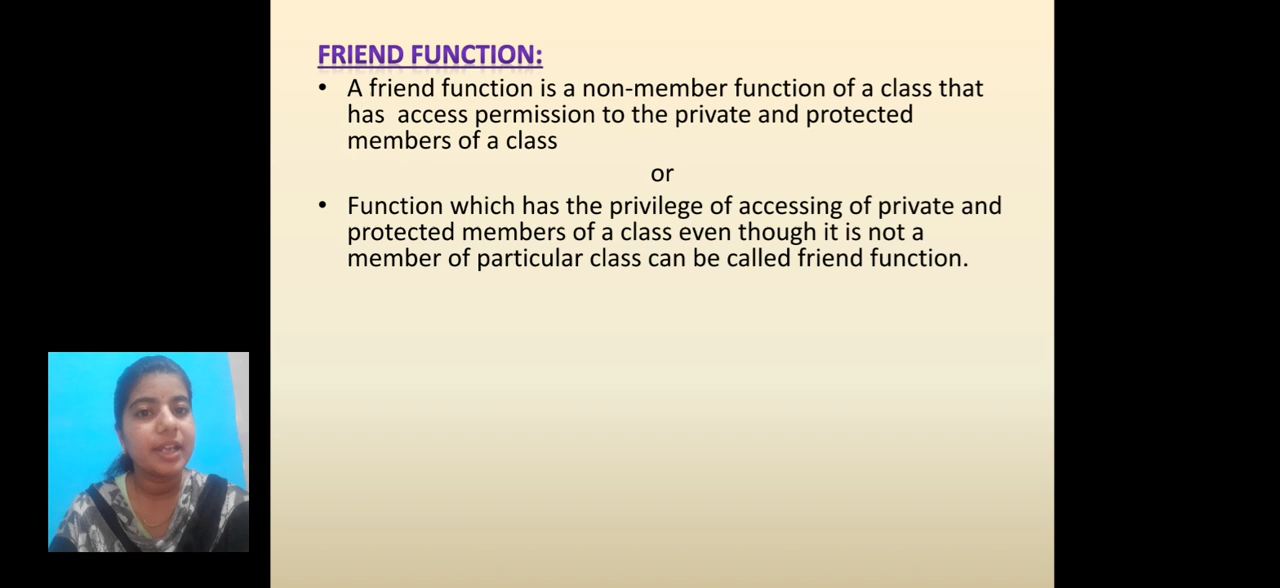 FRIEND FUNCTION:
• A friend function is a non-member function of a class that
has  access permission to the private and protected
members of a class
or
• Function which has the privilege of accessing of private and
protected members of a class even though it is not a
member of particular class can be called friend function.